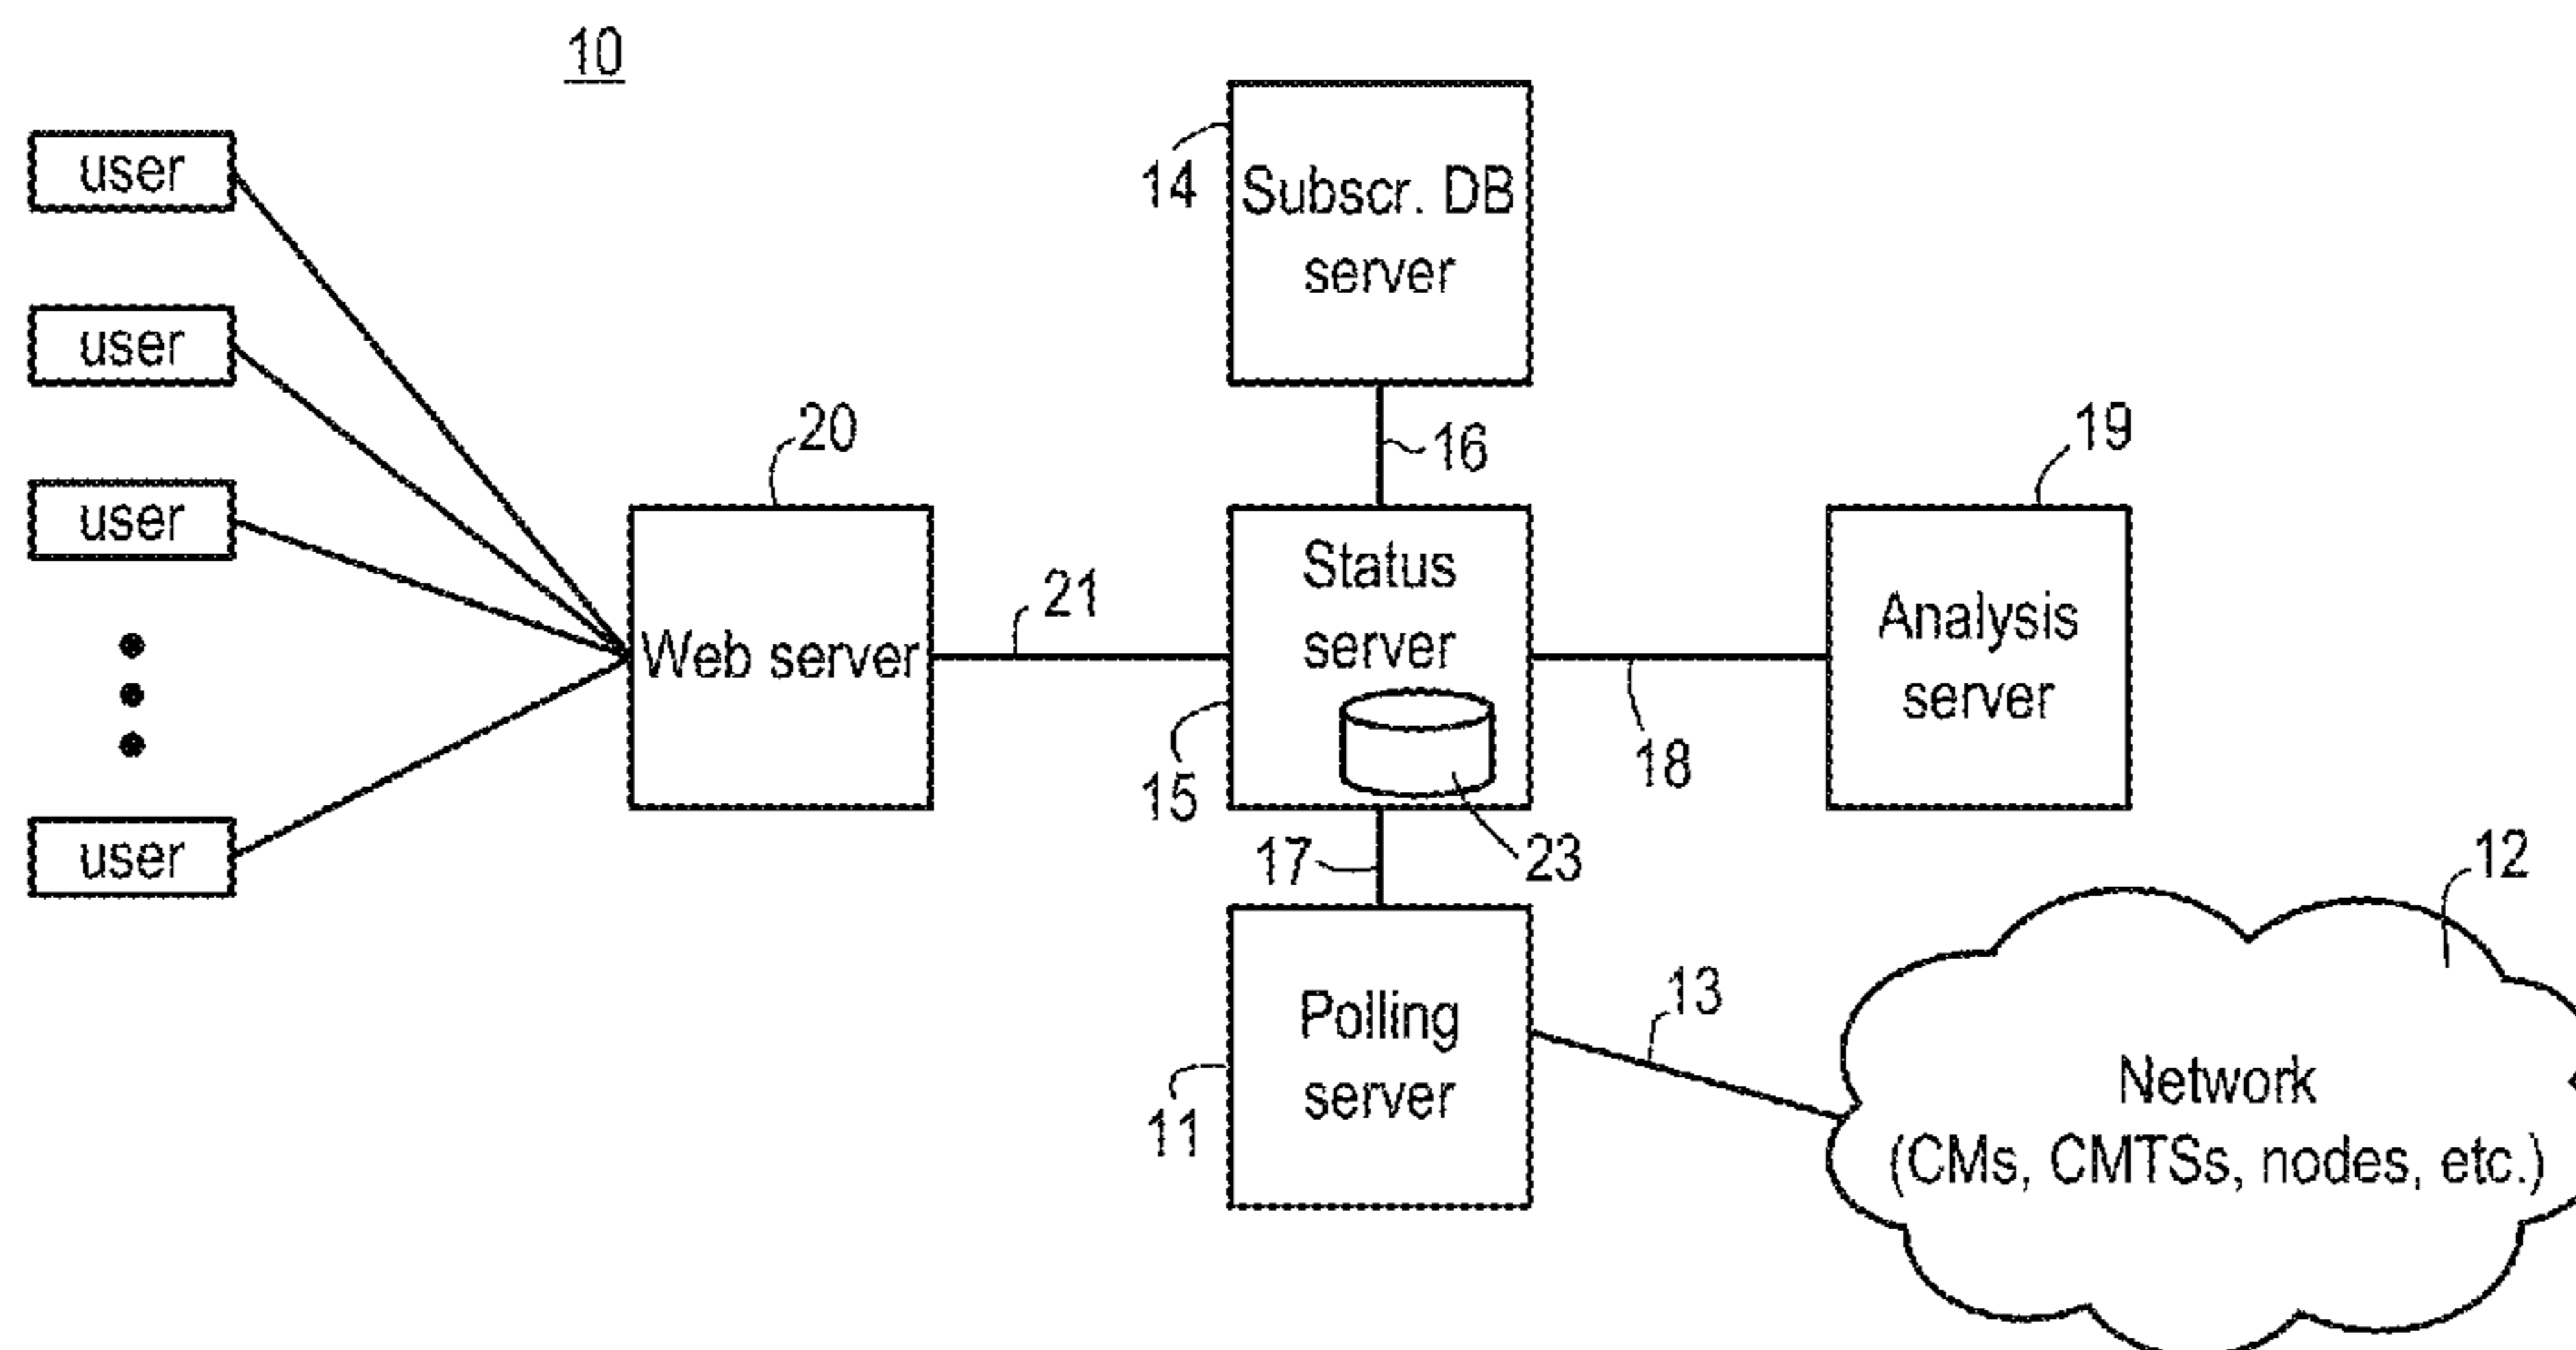 10
user
user
user
user
20
Web server
21
14
Subscr. DB
server
16
Status
server
15
23
17
18
19
Analysis
server
Polling
server
11
13
12
Network
(CMs, CMTSs, nodes, etc.)